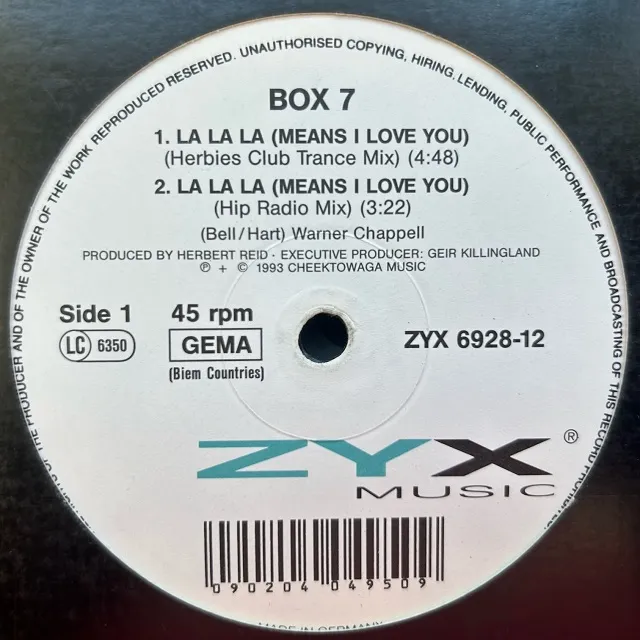 OF THE PRODUCER AND OF THE OWNER OF THE WORK REPRODUCED RESERVED. UNAUTHORISED COPYING, HIRING, LENDING, PUBLIC PERFORMANCE AND BROADCASTING OF THIS RECORD
BOX 7
1. LA LA LA (MEANS I LOVE YOU)
(Herbies Club Trance Mix) (4:48)
2. LA LA LA (MEANS I LOVE YOU)
(Hip Radio Mix) (3:22)
(Bell/Hart) Warner Chappell
PRODUCED BY HERBERT REID · EXECUTIVE PRODUCER: GEIR KILLINGLAND
℗ + © 1993 CHEEKTOWAGA MUSIC
Side 1
45 rpm
LC 6350
GEMA
(Biem Countries)
ZYX 6928-12
ZYX ®
MUSIC
090204 049509
MADE IN GERMANY